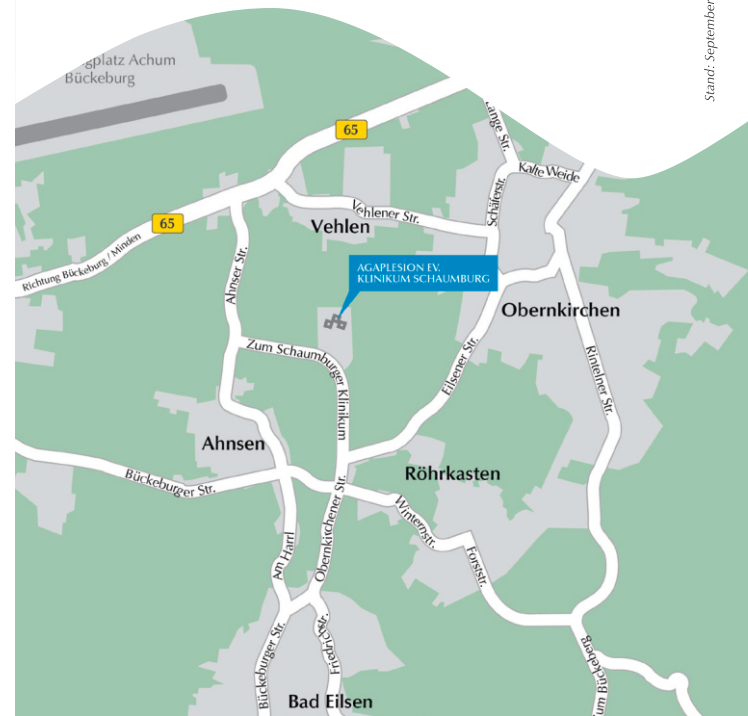 Stand: September
gplatz Achum
Bückeburg
65
Lange Str.
Kalte Weide
Schäferstr.
Vehlener Str.
Vehlen
65
Richtung Bückeburg / Minden
Ahnser Str.
AGAPLESION EV.
KLINIKUM SCHAUMBURG
Obernkirchen
Zum Schaumburger Klinikum
Eilsener Str.
Rintelner Str.
Ahnsen
Röhrkasten
Bückeburger Str.
Obernkirchener Str.
Winternstr.
Am Harrl
Forststr.
Bückeburger Str.
Friedrichstr.
um Bückeberg
Bad Eilsen